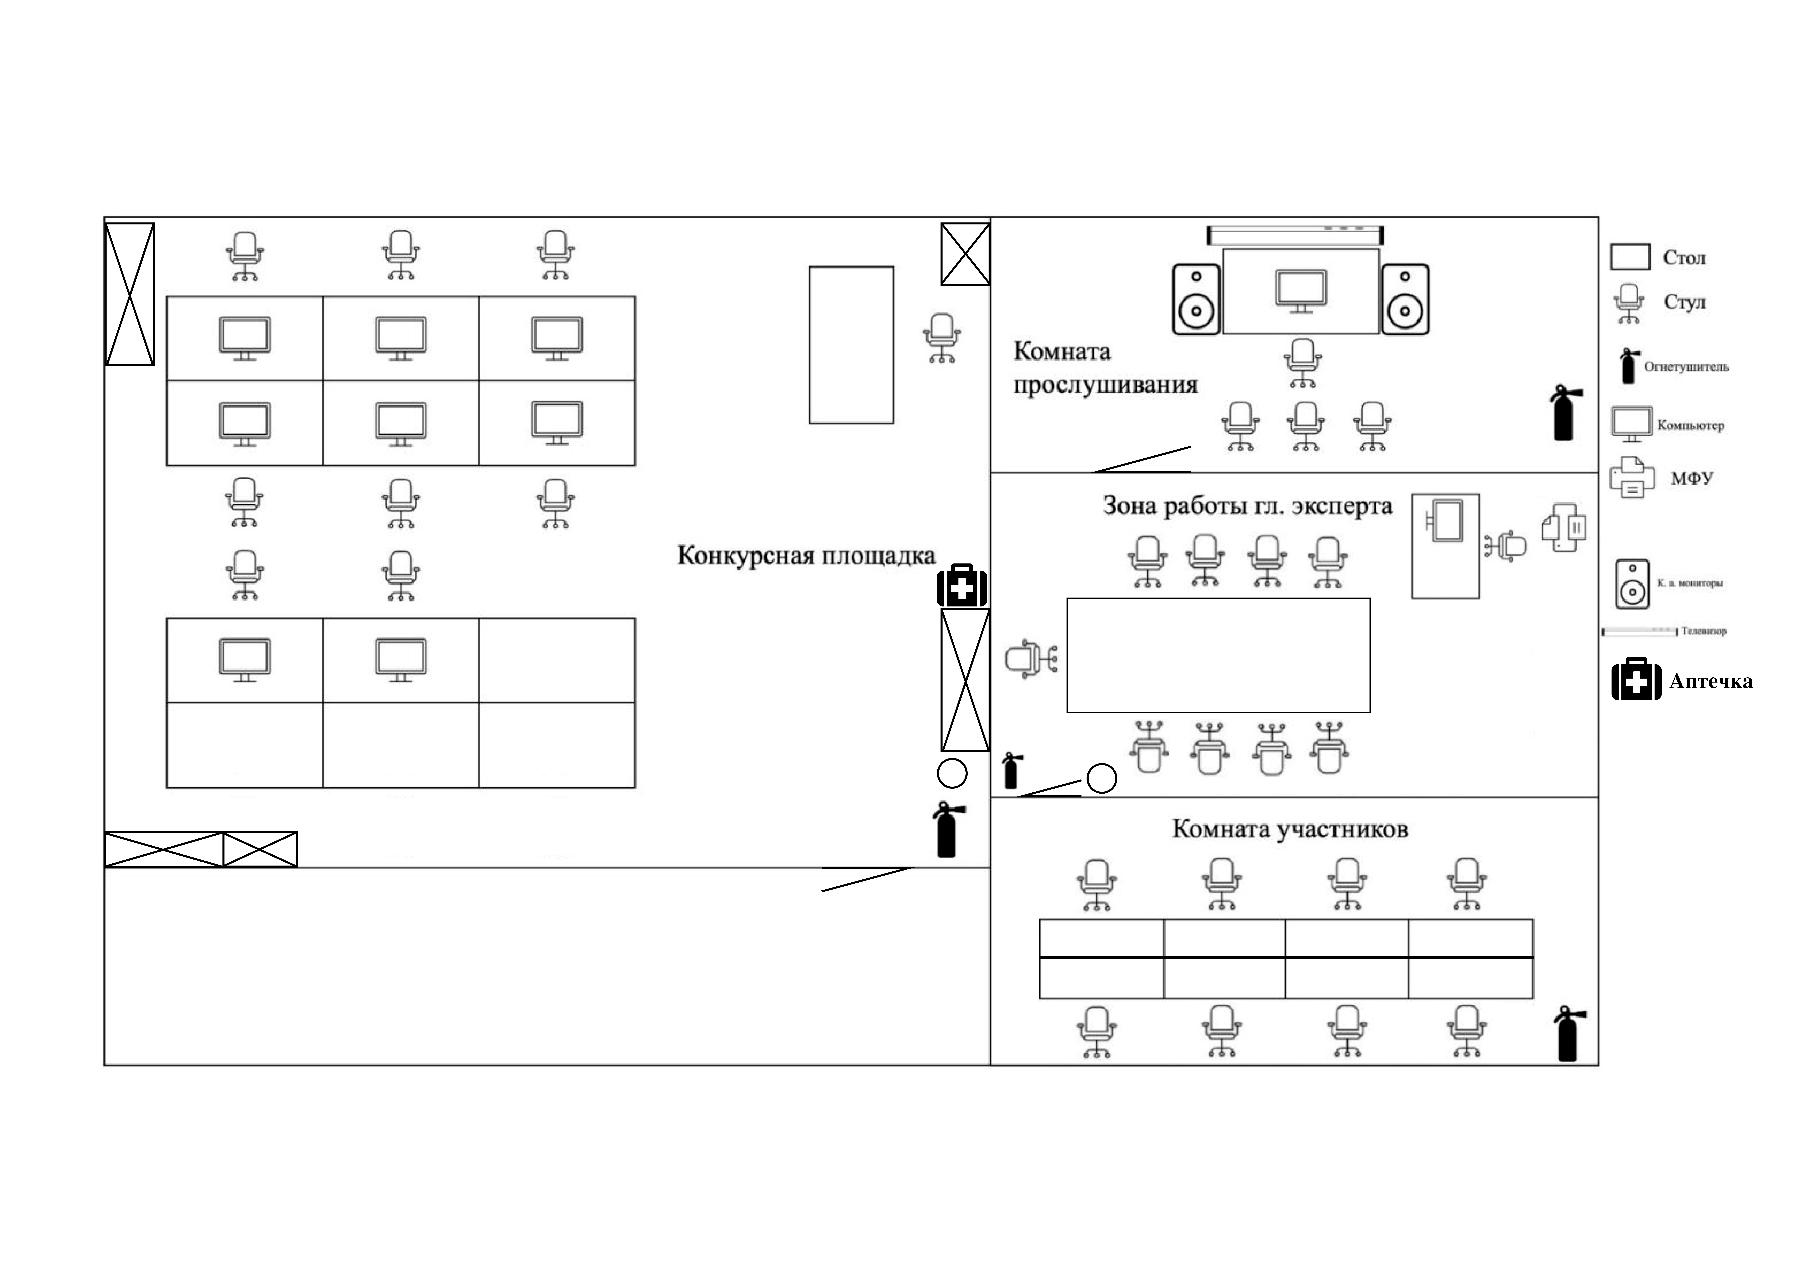 Комната
прослушивания
Зона работы гл. эксперта
Конкурсная площадка
Комната участников
Стол
Стул
Огнетушитель
Компьютер
МФУ
К. а. мониторы
Телевизор
Аптечка